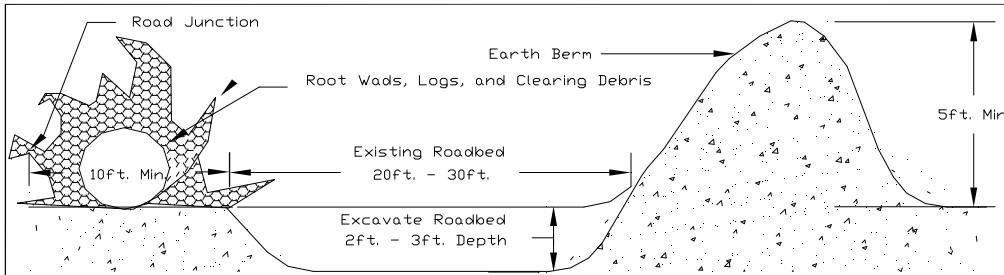 Road Junction
Earth Berm
Root Wads, Logs, and Clearing Debris
5ft. Min
Existing Roadbed
10ft. Min.
20ft. - 30ft.
Excavate Roadbed
2ft. - 3ft. Depth